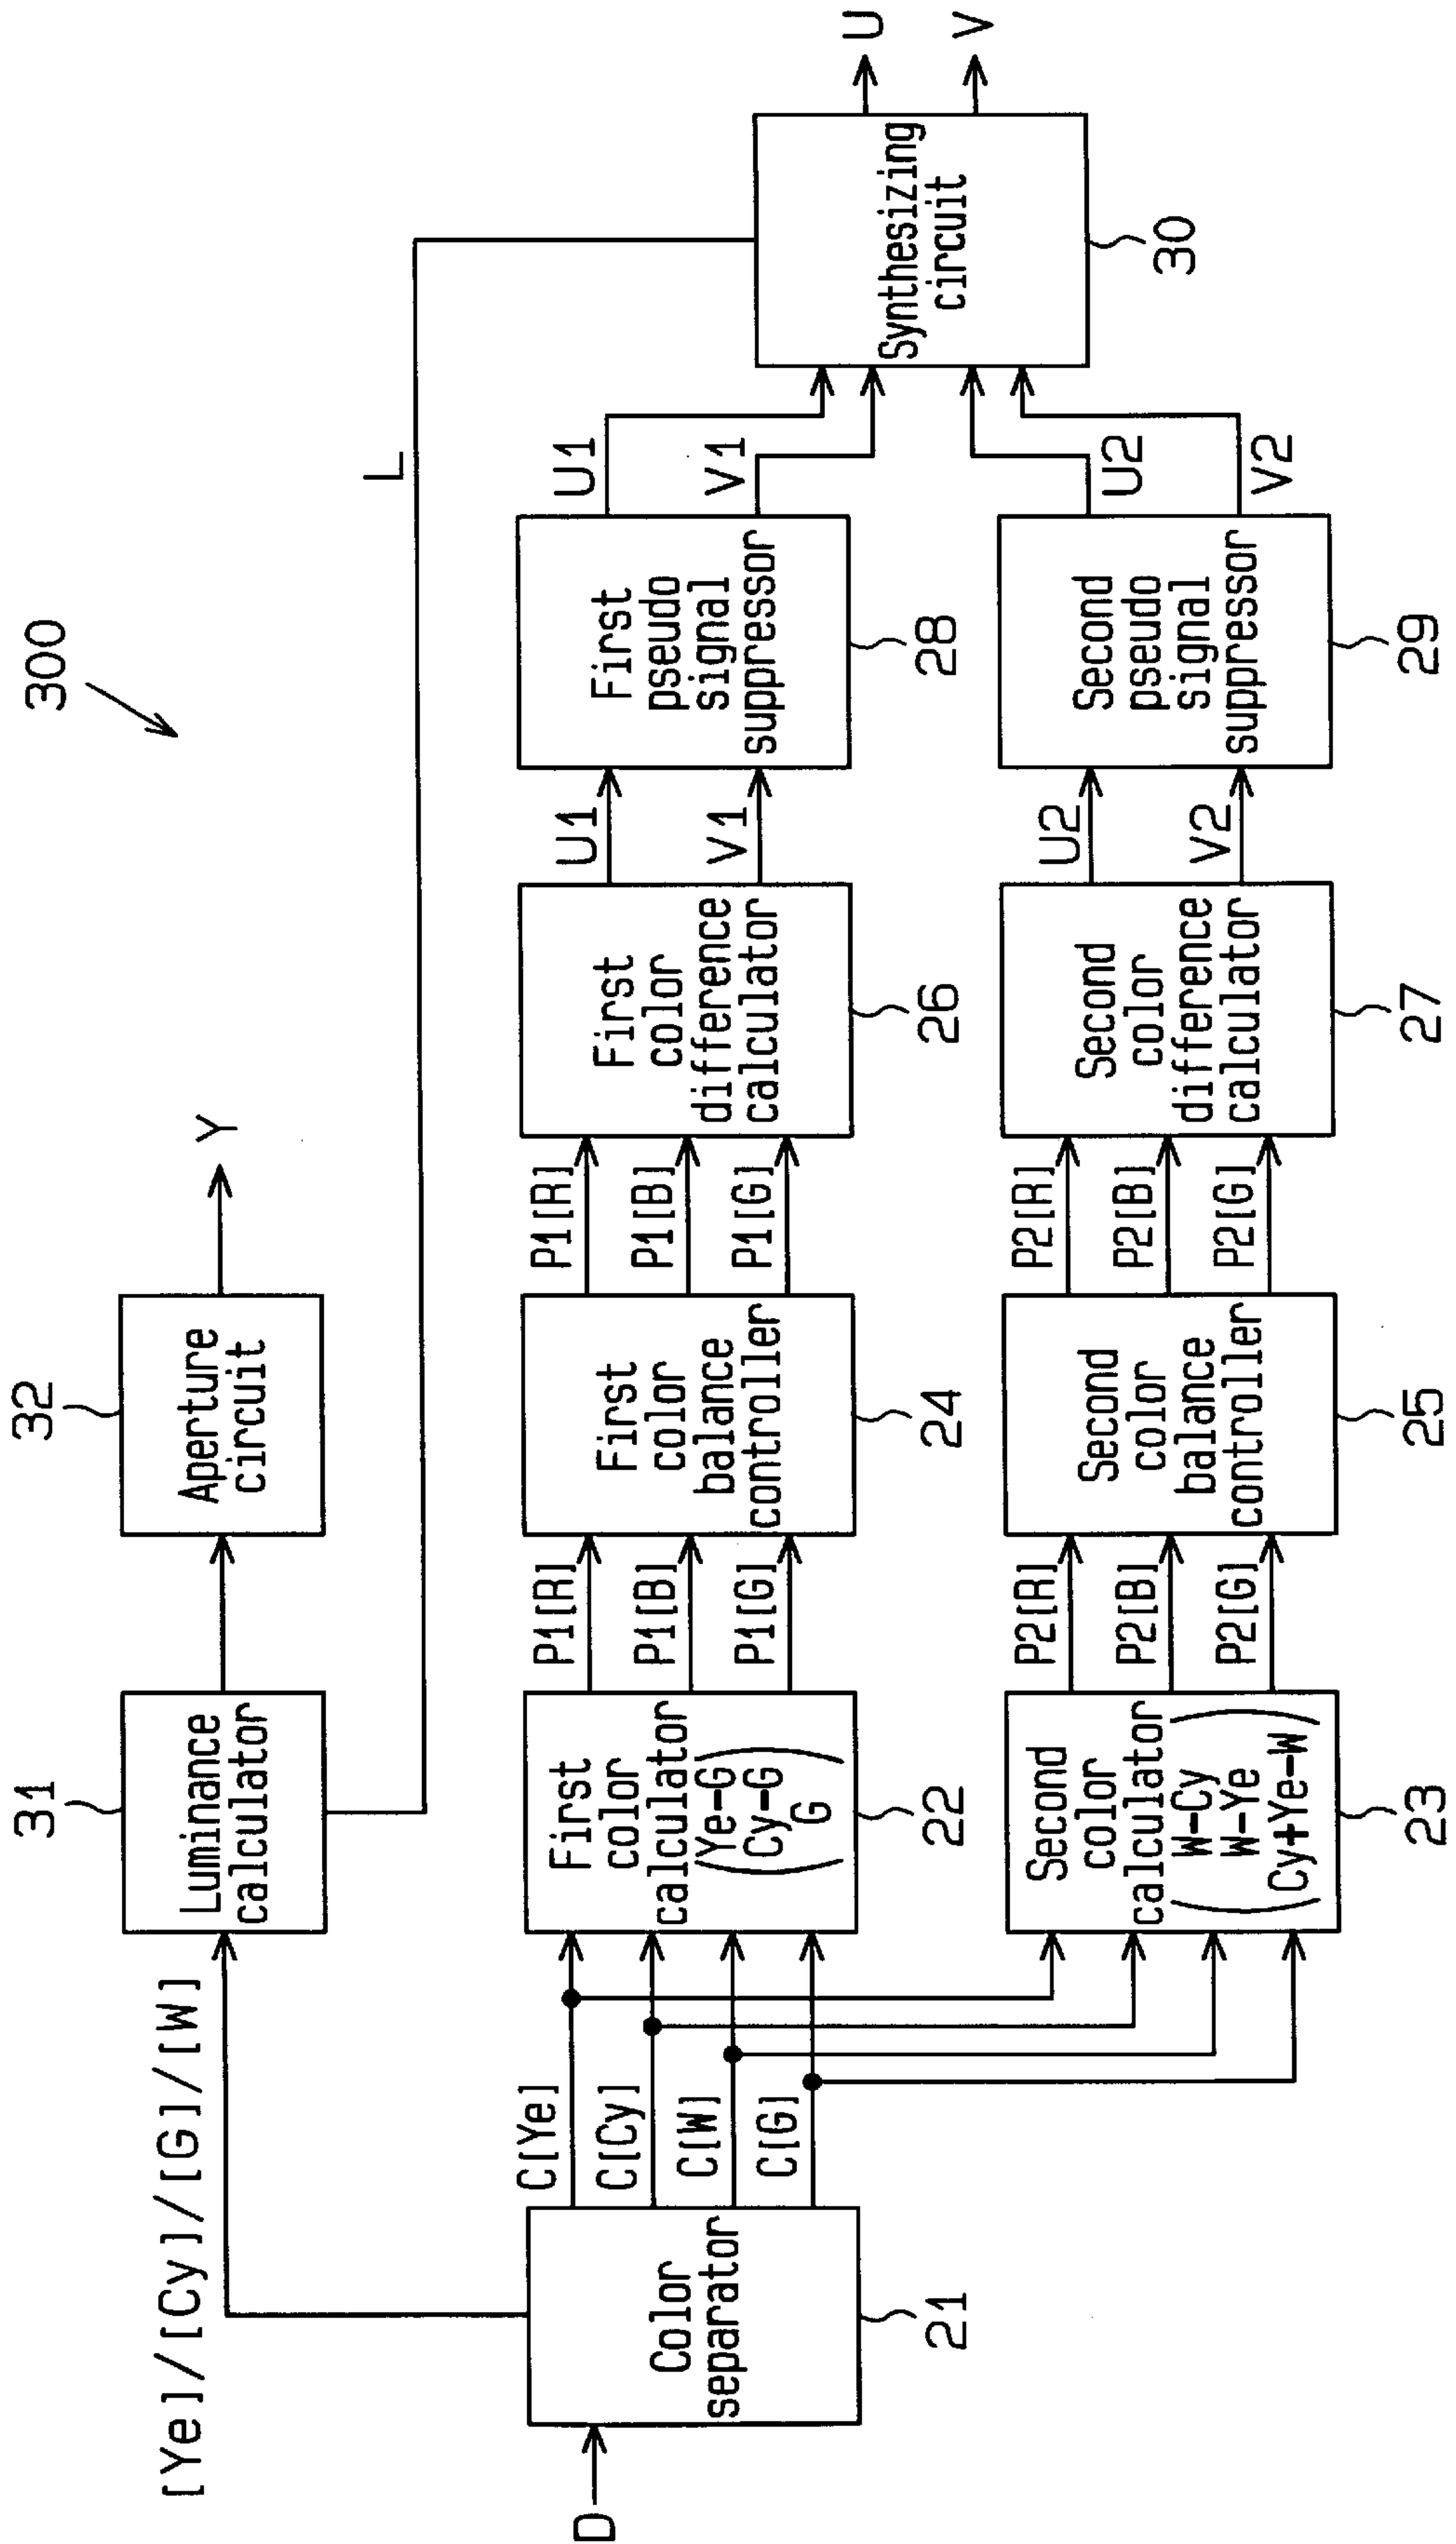 300
[Ye]/[Cy]/[G]/[W]
31
Luminance
calculator
32
Aperture
circuit
Y
L
D
Color
separator
21
C[Ye]
C[Cy]
C[W]
C[G]
First
color
calculator
Ye-G
Cy-G
G
22
P1[R]
P1[B]
P1[G]
First
color
balance
controller
24
P1[R]
P1[B]
P1[G]
First
color
difference
calculator
26
U1
V1
First
pseudo
signal
suppressor
28
U1
V1
Second
color
calculator
W-Cy
W-Ye
Cy+Ye-W
23
P2[R]
P2[B]
P2[G]
Second
color
balance
controller
25
P2[R]
P2[B]
P2[G]
Second
color
difference
calculator
27
U2
V2
Second
pseudo
signal
suppressor
29
U2
V2
Synthesizing
circuit
30
U
V